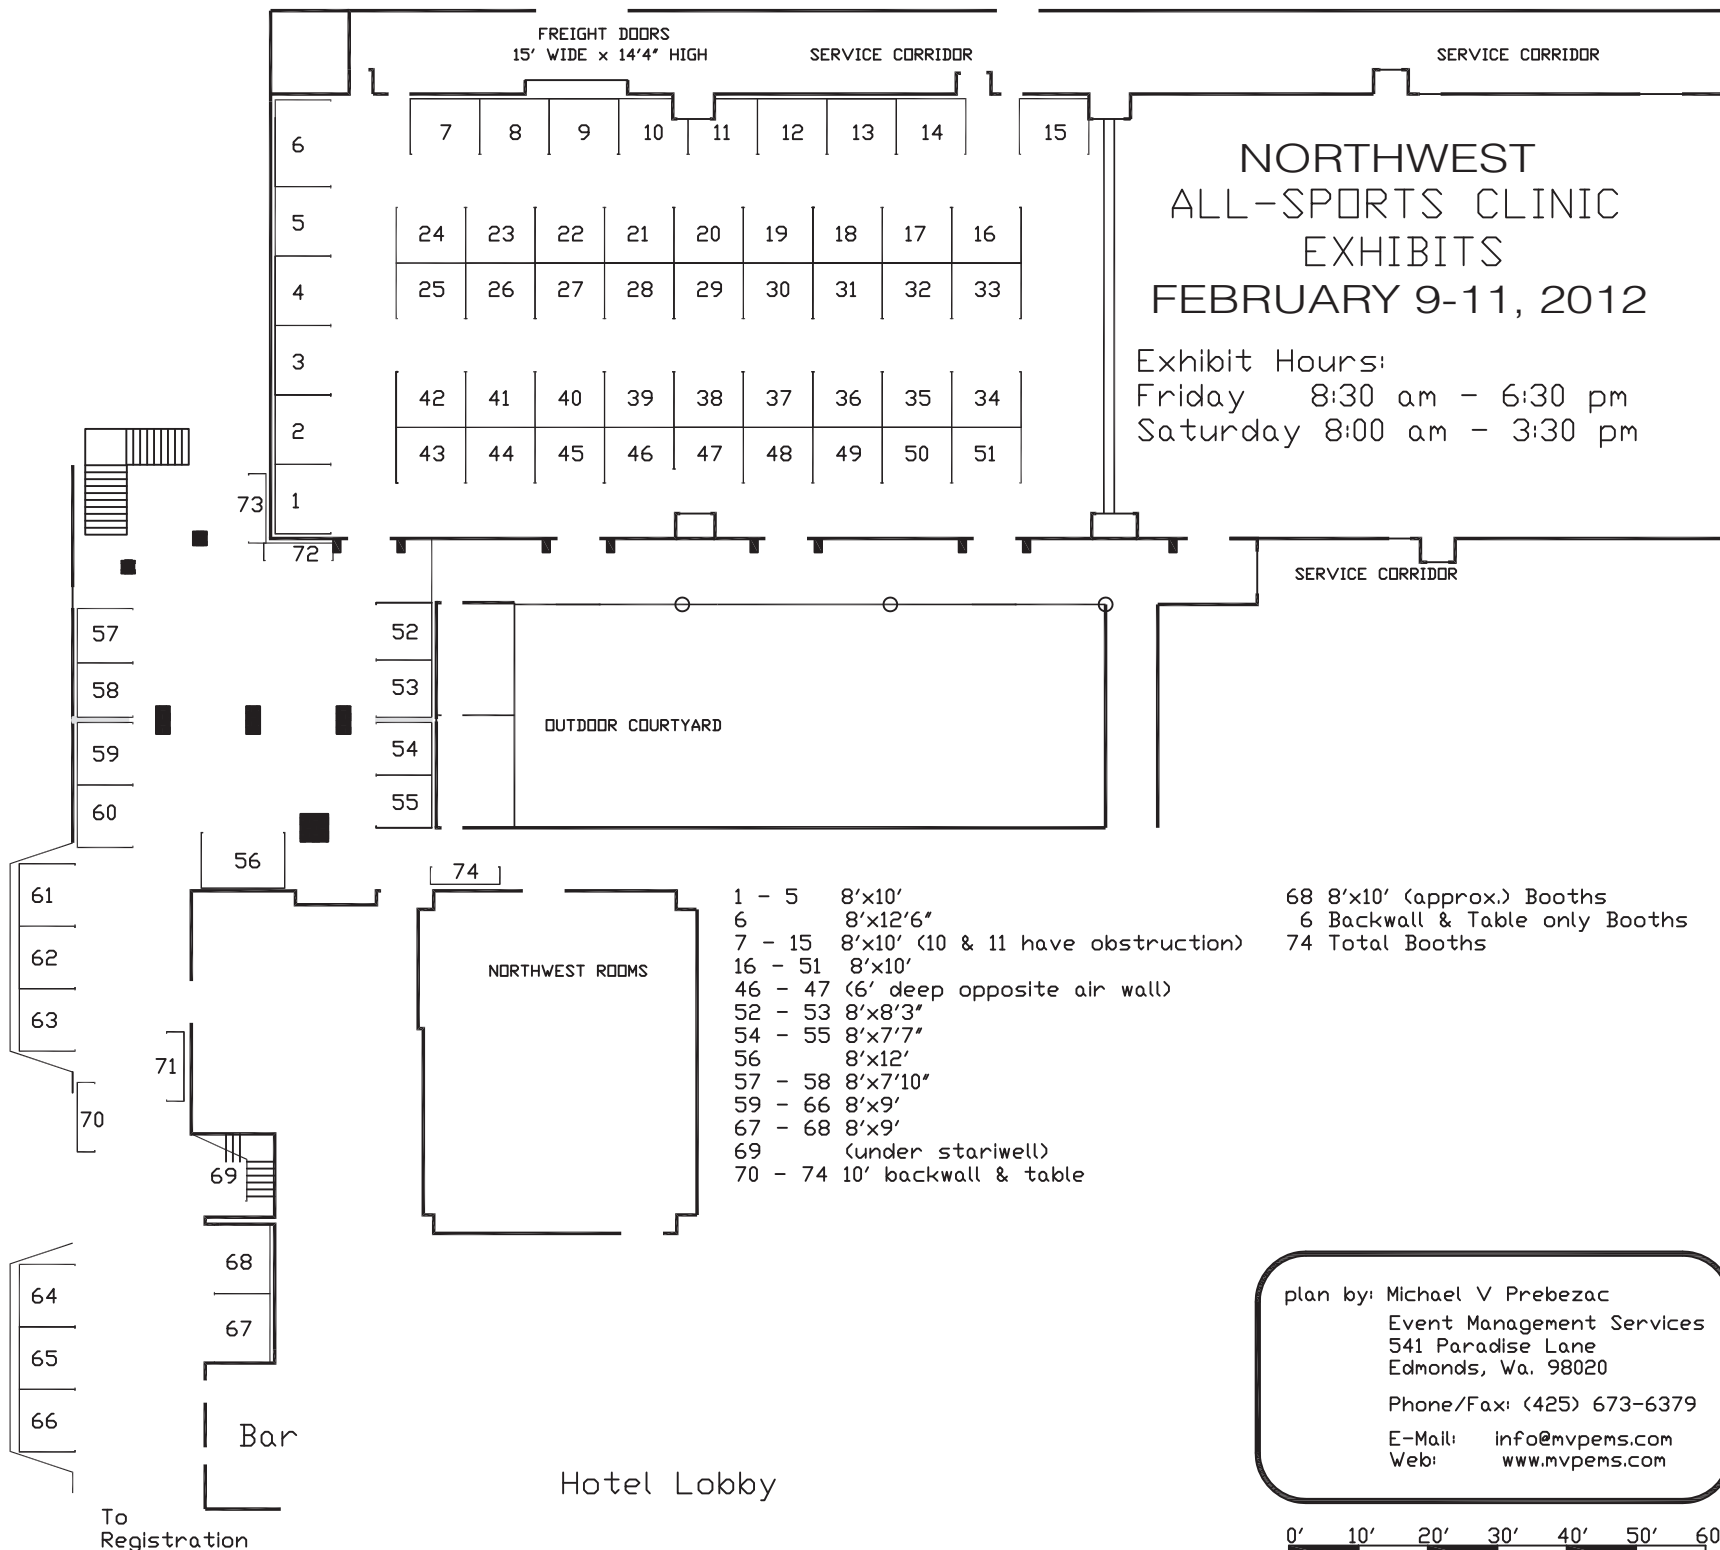 FREIGHT DOORS
15' WIDE x 14'4" HIGH
SERVICE CORRIDOR
SERVICE CORRIDOR
6
7 8 9 10 11 12 13 14 15
NORTHWEST
ALL-SPORTS CLINIC
EXHIBITS
FEBRUARY 9-11, 2012
5
24 23 22 21 20 19 18 17 16
4
25 26 27 28 29 30 31 32 33
Exhibit Hours:
Friday 8:30 am - 6:30 pm
Saturday 8:00 am - 3:30 pm
3
42 41 40 39 38 37 36 35 34
2
43 44 45 46 47 48 49 50 51
1
73
72
SERVICE CORRIDOR
57
52
58
53
OUTDOOR COURTYARD
59
54
60
55
56
74
61
62
63
NORTHWEST ROOMS
71
70
69
1 - 5 8'x10'
6 8'x12'6"
7 - 15 8'x10' (10 & 11 have obstruction)
16 - 51 8'x10'
46 - 47 (6' deep opposite air wall)
52 - 53 8'x8'3"
54 - 55 8'x7'7"
56 8'x12'
57 - 58 8'x7'10"
59 - 66 8'x9'
67 - 68 8'x9'
69 (under stariwell)
70 - 74 10' backwall & table
68 8'x10' (approx.) Booths
6 Backwall & Table only Booths
74 Total Booths
68
64
67
65
66
Bar
Hotel Lobby
To
Registration
plan by: Michael V Prebezac
Event Management Services
541 Paradise Lane
Edmonds, Wa. 98020
Phone/Fax: (425) 673-6379
E-Mail: info@mvpems.com
Web: www.mvpems.com
0' 10' 20' 30' 40' 50' 60